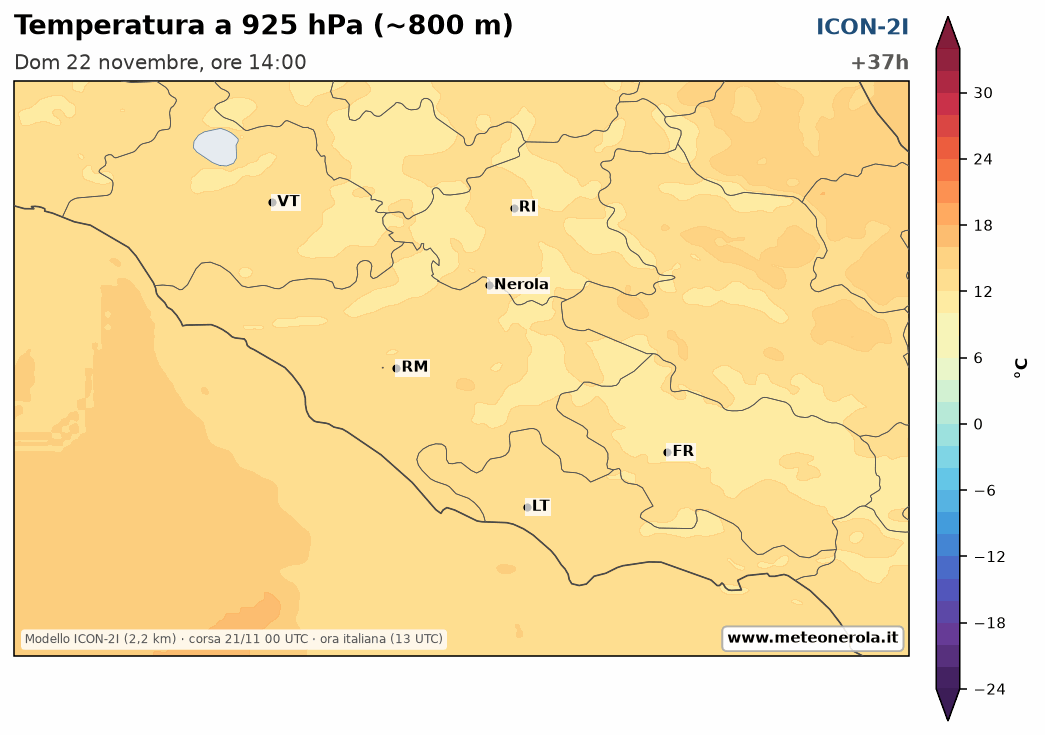 Temperatura a 925 hPa (~800 m)
ICON-2I
Dom 22 novembre, ore 14:00
+37h
30
24
18
12
6
0
−6
−12
−18
−24
°C
VT
RI
Nerola
RM
FR
LT
Modello ICON-2I (2,2 km) · corsa 21/11 00 UTC · ora italiana (13 UTC)
www.meteonerola.it